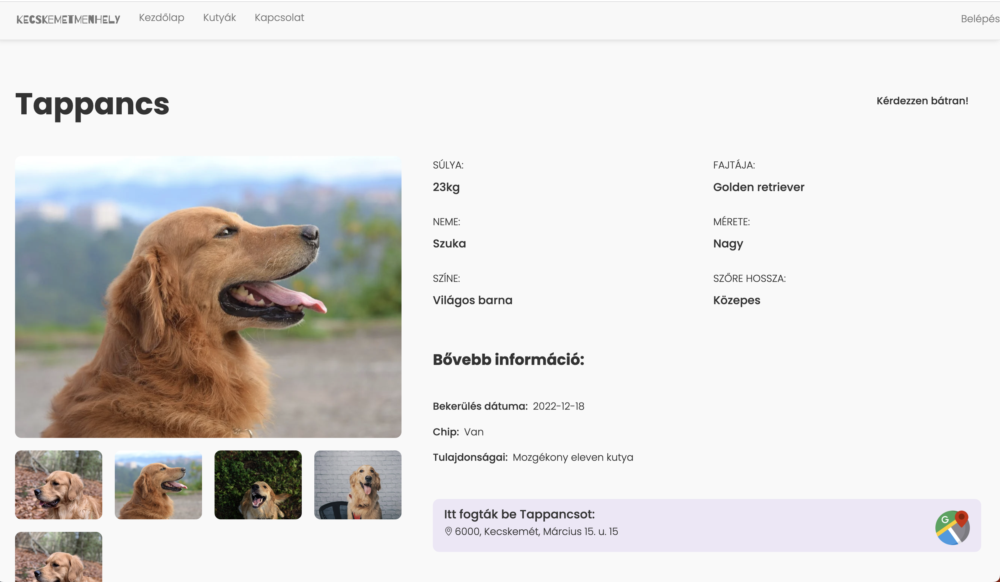 KECSKEMETMENHELY Kezdőlap Kutyák Kapcsolat Belépés
Tappancs
Kérdezzen bátran!
SÚLYA:
23kg
FAJTÁJA:
Golden retriever
NEME:
Szuka
MÉRETE:
Nagy
SZÍNE:
Világos barna
SZŐRE HOSSZA:
Közepes
Bővebb információ:
Bekerülés dátuma: 2022-12-18
Chip: Van
Tulajdonságai: Mozgékony eleven kutya
Itt fogták be Tappancsot:
6000, Kecskemét, Március 15. u. 15
G